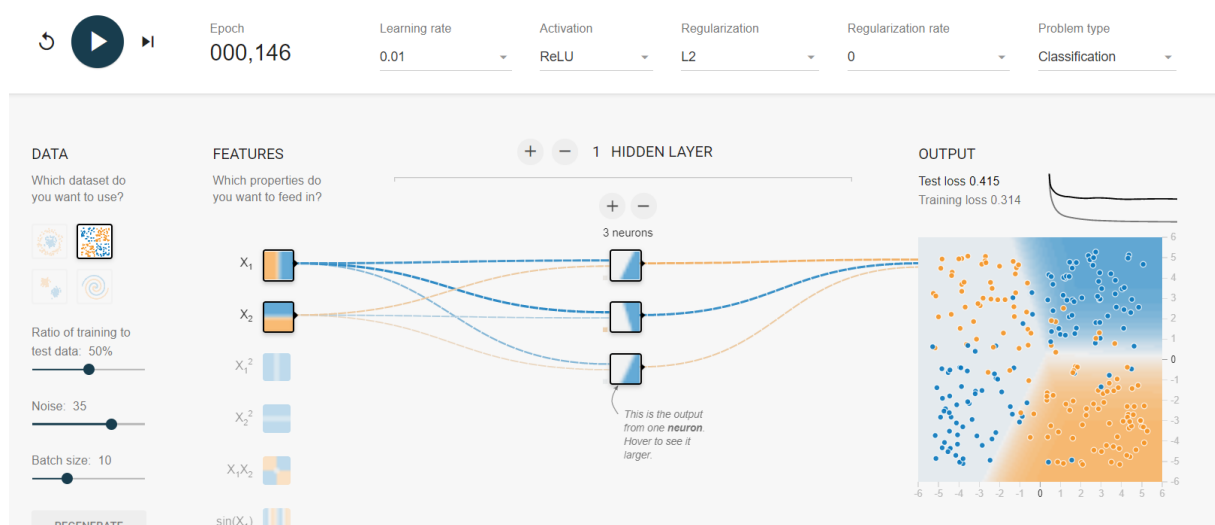 Epoch
000,146
Learning rate
0.01
Activation
ReLU
Regularization
L2
Regularization rate
0
Problem type
Classification
DATA
Which dataset do
you want to use?
Ratio of training to
test data: 50%
Noise: 35
Batch size: 10
REGENERATE
FEATURES
Which properties do
you want to feed in?
X₁
X₂
X₁²
X₂²
X₁X₂
sin(X₁)
+ − 1 HIDDEN LAYER
+ −
3 neurons
This is the output
from one neuron.
Hover to see it
larger.
OUTPUT
Test loss 0.415
Training loss 0.314
6
5
4
3
2
1
0
-1
-2
-3
-4
-5
-6
-6 -5 -4 -3 -2 -1 0 1 2 3 4 5 6